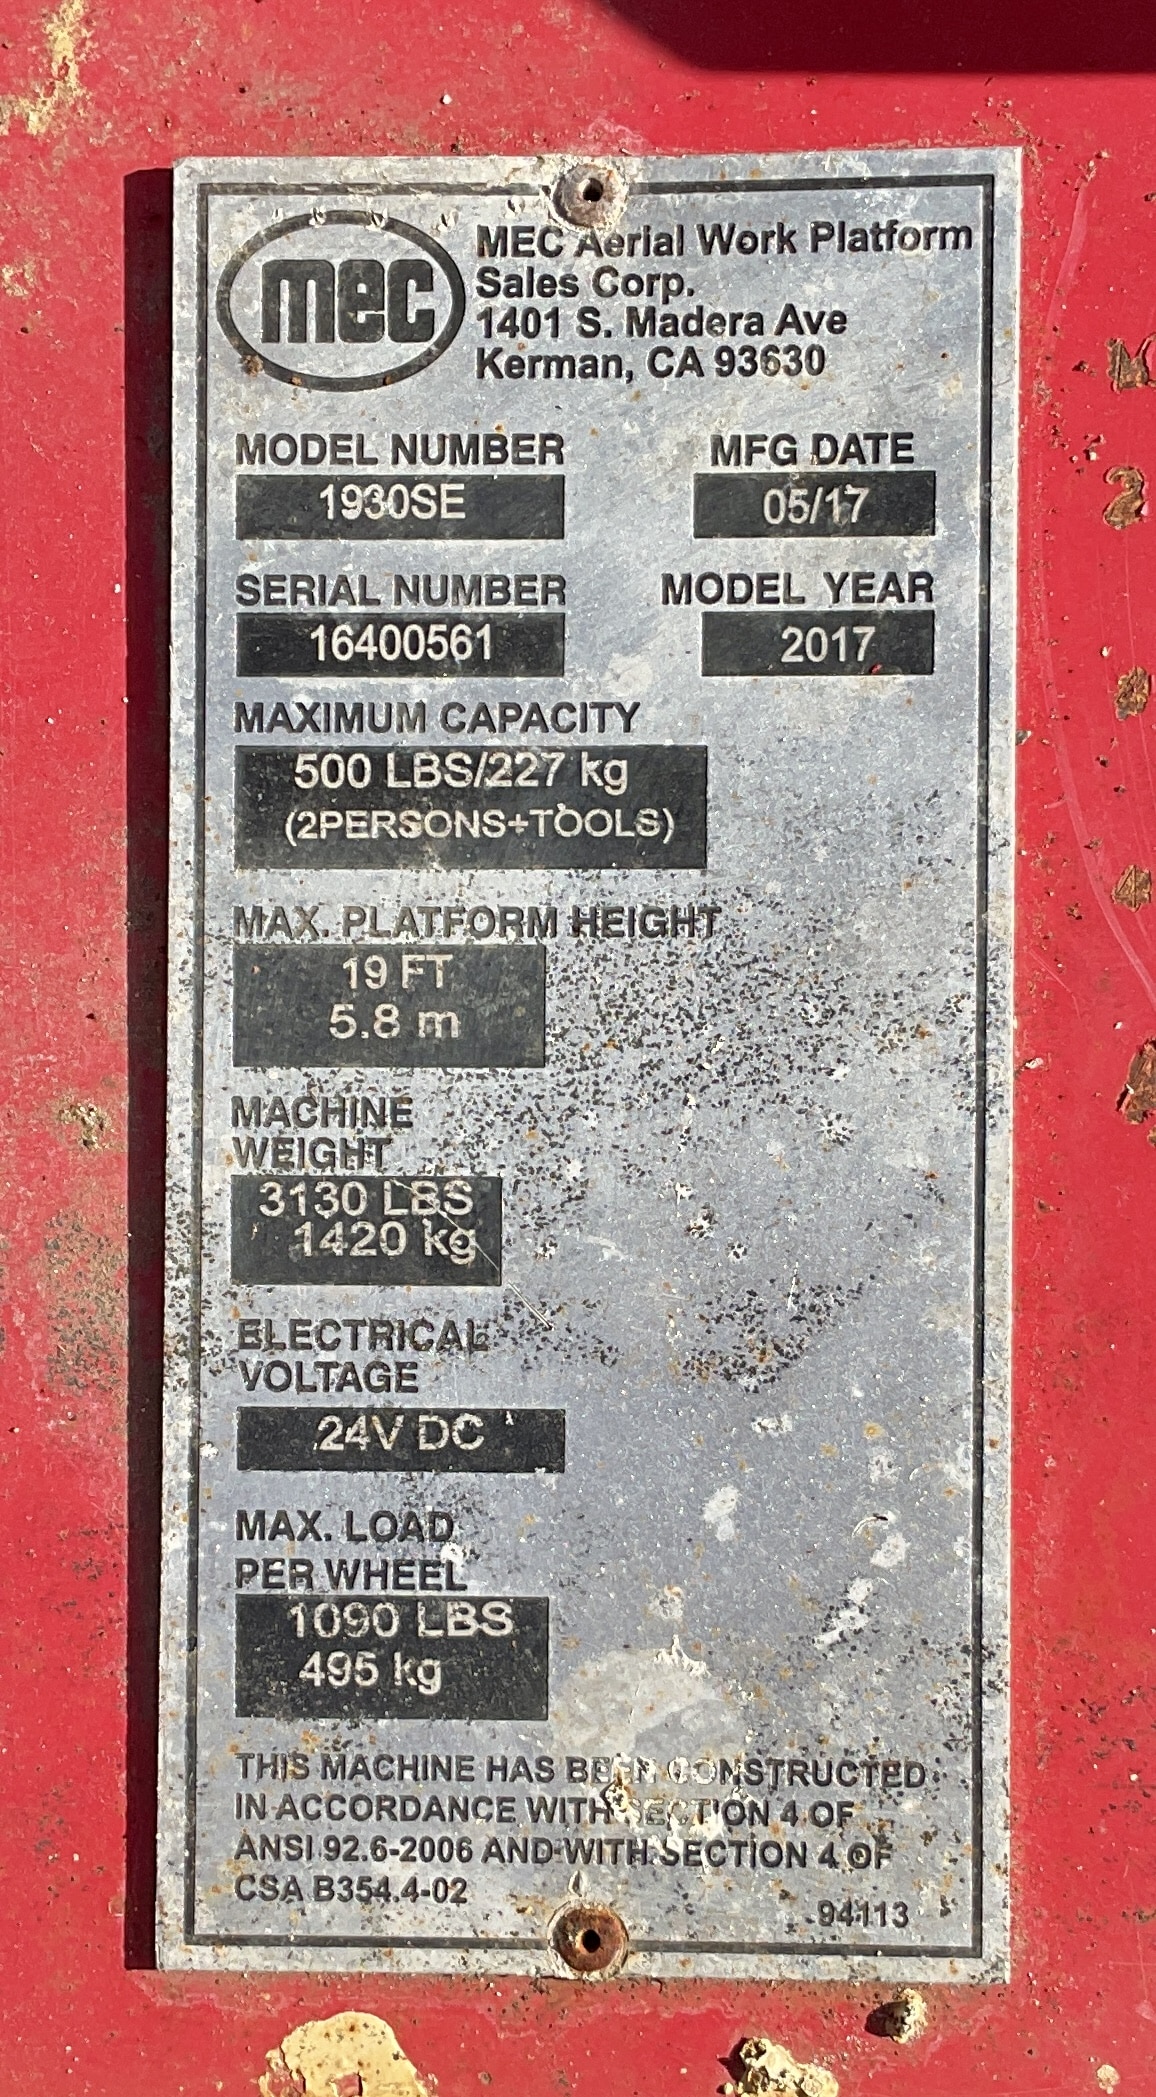 mec
MEC Aerial Work Platform
Sales Corp.
1401 S. Madera Ave
Kerman, CA 93630
MODEL NUMBER
1930SE
MFG DATE
05/17
SERIAL NUMBER
16400561
MODEL YEAR
2017
MAXIMUM CAPACITY
500 LBS/227 kg
(2PERSONS+TOOLS)
MAX. PLATFORM HEIGHT
19 FT
5.8 m
MACHINE
WEIGHT
3130 LBS
1420 kg
ELECTRICAL
VOLTAGE
24V DC
MAX. LOAD
PER WHEEL
1090 LBS
495 kg
THIS MACHINE HAS BEEN CONSTRUCTED
IN ACCORDANCE WITH SECTION 4 OF
ANSI 92.6-2006 AND WITH SECTION 4 OF
CSA B354.4-02
94113